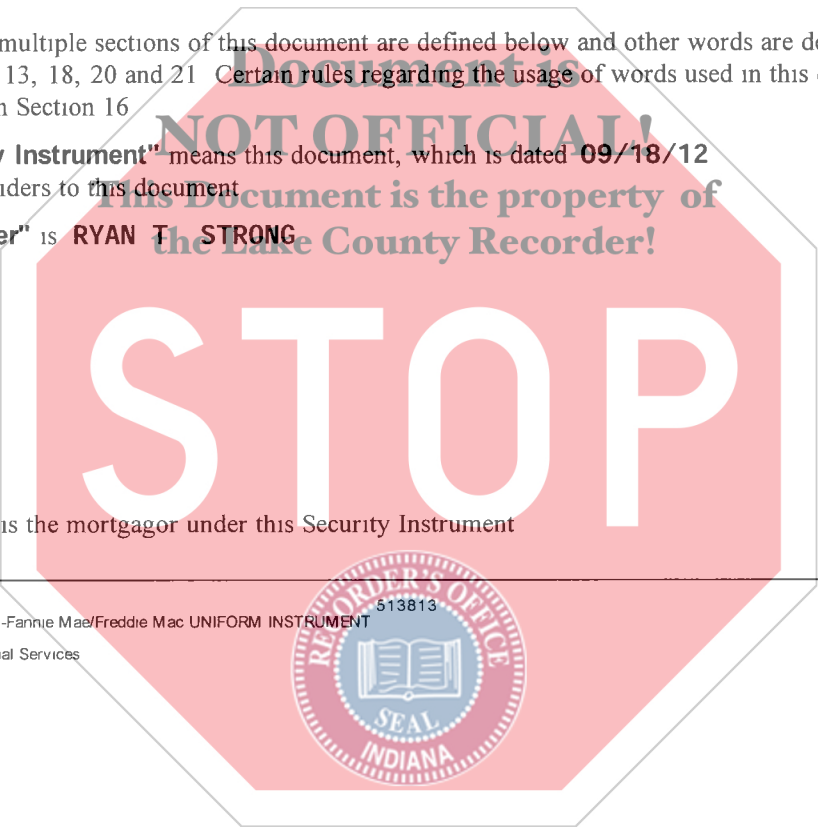 multiple sections of this document are defined below and other words are de
Document is
13, 18, 20 and 21 Certain rules regarding the usage of words used in this
n Section 16
NOT OFFICIAL!
y Instrument" means this document, which is dated 09/18/12
iders to this document
This Document is the property of
er" is RYAN T STRONG
the Lake County Recorder!
STOP
is the mortgagor under this Security Instrument
513813
-Fannie Mae/Freddie Mac UNIFORM INSTRUMENT
al Services
RECORDER'S OFFICE
SEAL
INDIANA